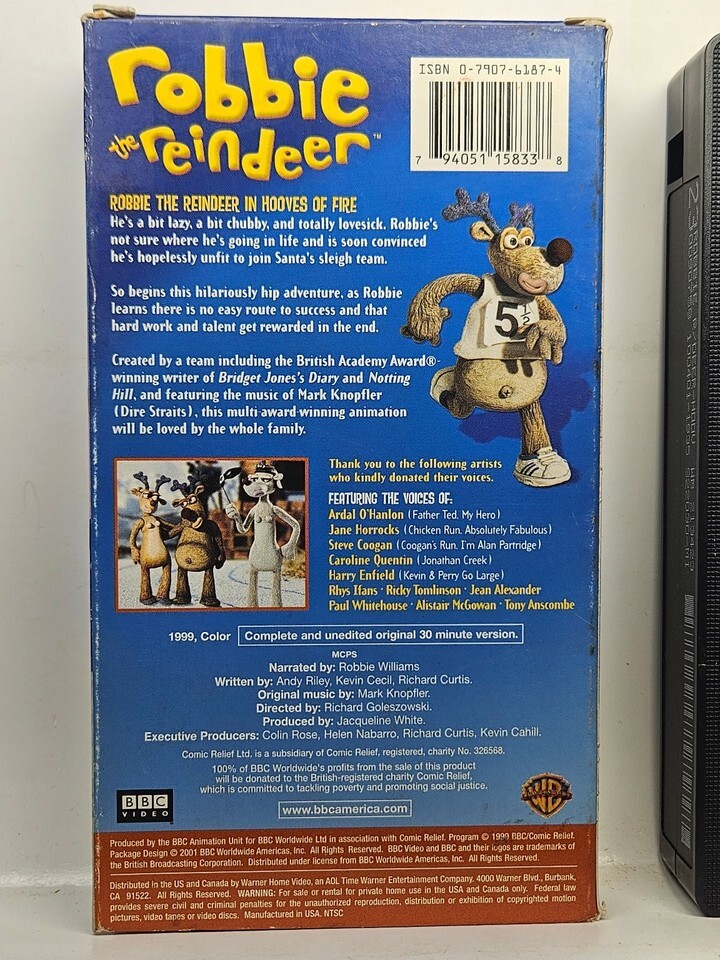 robbie
the reindeer™
ISBN 0-7907-6187-4
7 94051 15833 8
ROBBIE THE REINDEER IN HOOVES OF FIRE
He's a bit lazy, a bit chubby, and totally lovesick. Robbie's
not sure where he's going in life and is soon convinced
he's hopelessly unfit to join Santa's sleigh team.
So begins this hilariously hip adventure, as Robbie
learns there is no easy route to success and that
hard work and talent get rewarded in the end.
5 1/2
Created by a team including the British Academy Award®-
winning writer of Bridget Jones's Diary and Notting
Hill, and featuring the music of Mark Knopfler
(Dire Straits), this multi-award-winning animation
will be loved by the whole family.
Thank you to the following artists
who kindly donated their voices.
FEATURING THE VOICES OF:
Ardal O'Hanlon (Father Ted, My Hero)
Jane Horrocks (Chicken Run, Absolutely Fabulous)
Steve Coogan (Coogan's Run, I'm Alan Partridge)
Caroline Quentin (Jonathan Creek)
Harry Enfield (Kevin & Perry Go Large)
Rhys Ifans · Ricky Tomlinson · Jean Alexander
Paul Whitehouse · Alistair McGowan · Tony Anscombe
1999, Color Complete and unedited original 30 minute version.
MCPS
Narrated by: Robbie Williams
Written by: Andy Riley, Kevin Cecil, Richard Curtis.
Original music by: Mark Knopfler.
Directed by: Richard Goleszowski.
Produced by: Jacqueline White.
Executive Producers: Colin Rose, Helen Nabarro, Richard Curtis, Kevin Cahill.
Comic Relief Ltd. is a subsidiary of Comic Relief, registered, charity No. 326568.
100% of BBC Worldwide's profits from the sale of this product
will be donated to the British-registered charity Comic Relief,
which is committed to tackling poverty and promoting social justice.
BBC
VIDEO
www.bbcamerica.com
Produced by the BBC Animation Unit for BBC Worldwide Ltd in association with Comic Relief. Program © 1999 BBC/Comic Relief.
Package Design © 2001 BBC Worldwide Americas, Inc. All Rights Reserved. BBC Video and BBC and their logos are trademarks of
the British Broadcasting Corporation. Distributed under license from BBC Worldwide Americas, Inc. All Rights Reserved.
Distributed in the US and Canada by Warner Home Video, an AOL Time Warner Entertainment Company. 4000 Warner Blvd., Burbank,
CA 91522. All Rights Reserved. WARNING: For sale or rental for private home use in the USA and Canada only. Federal law
provides severe civil and criminal penalties for the unauthorized reproduction, distribution or exhibition of copyrighted motion
pictures, video tapes or video discs. Manufactured in USA. NTSC